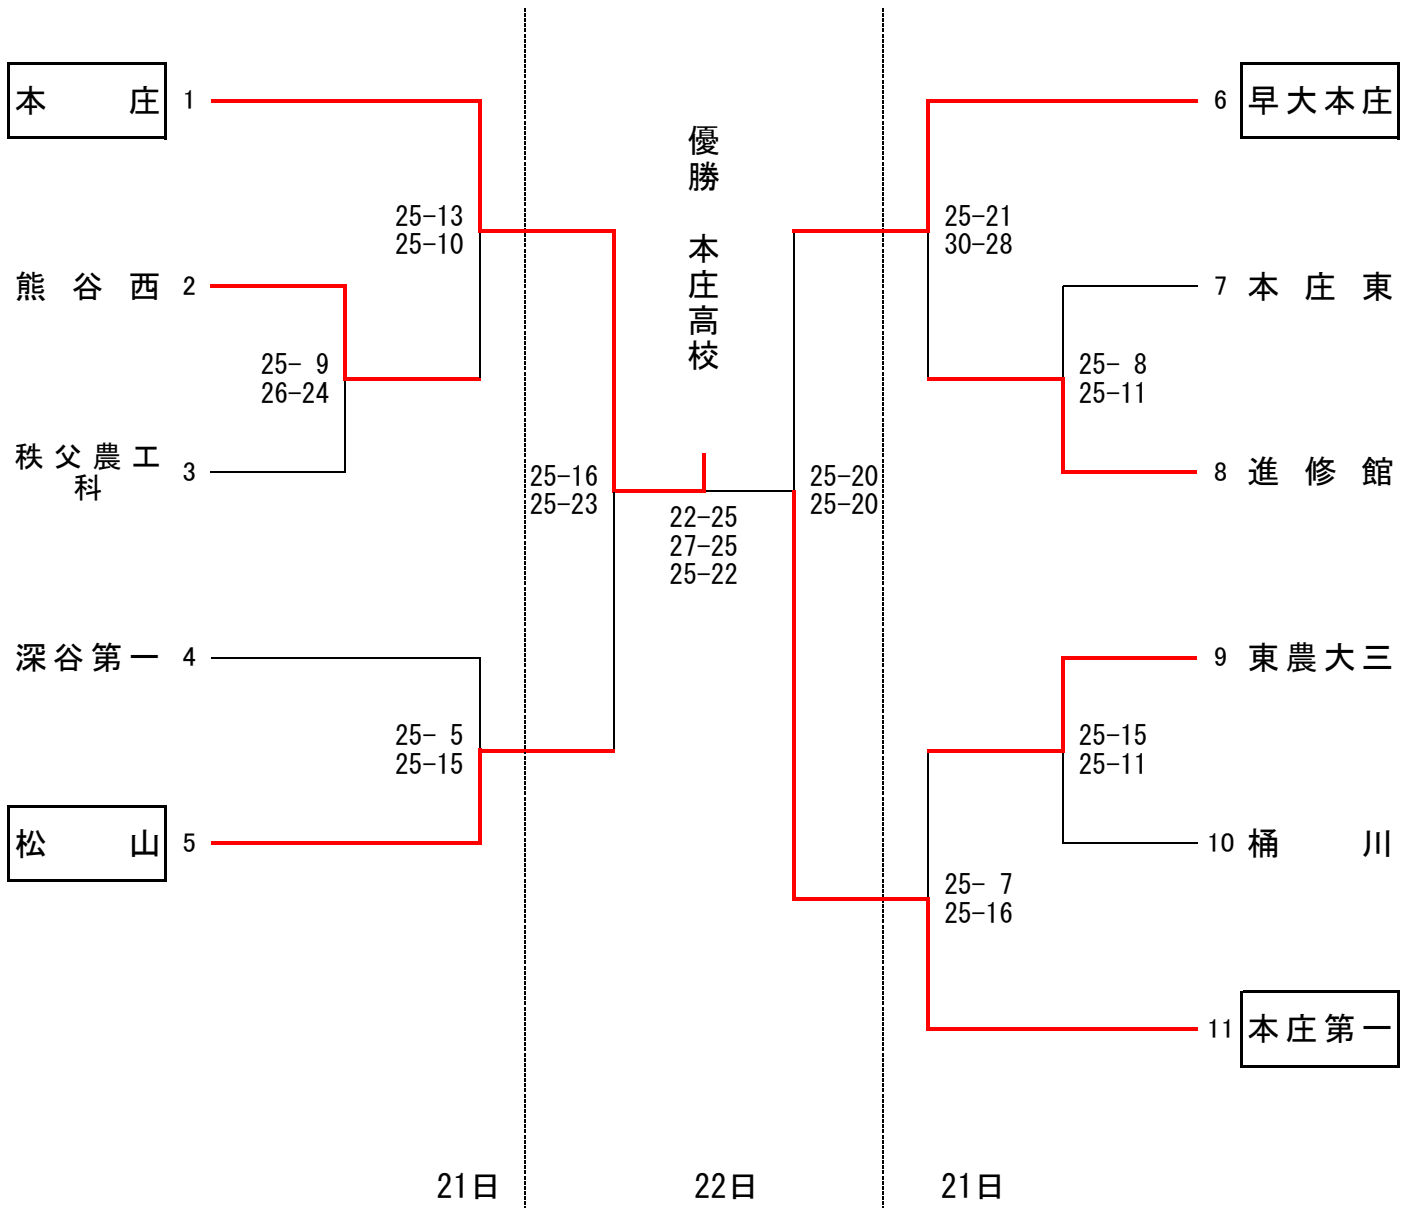 本庄 1
25-13
25-10
熊谷西 2
25- 9
26-24
秩父農工
科
3
25-16
25-23
深谷第一 4
25- 5
25-15
松山 5
優勝 本庄高校
22-25
27-25
25-22
6 早大本庄
25-21
30-28
7 本庄東
25- 8
25-11
8 進修館
25-20
25-20
9 東農大三
25-15
25-11
10 桶川
25- 7
25-16
11 本庄第一
21日
22日
21日